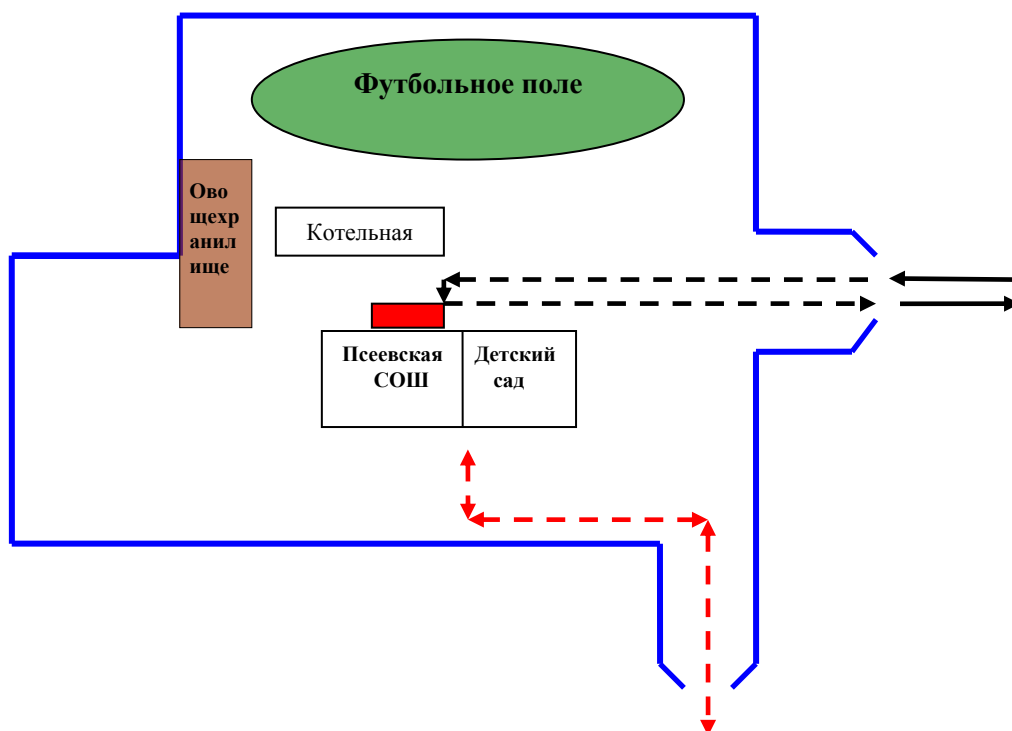 Футбольное поле
Ово
щехр
анил
ище
Котельная
Псеевская
СОШ
Детский
сад